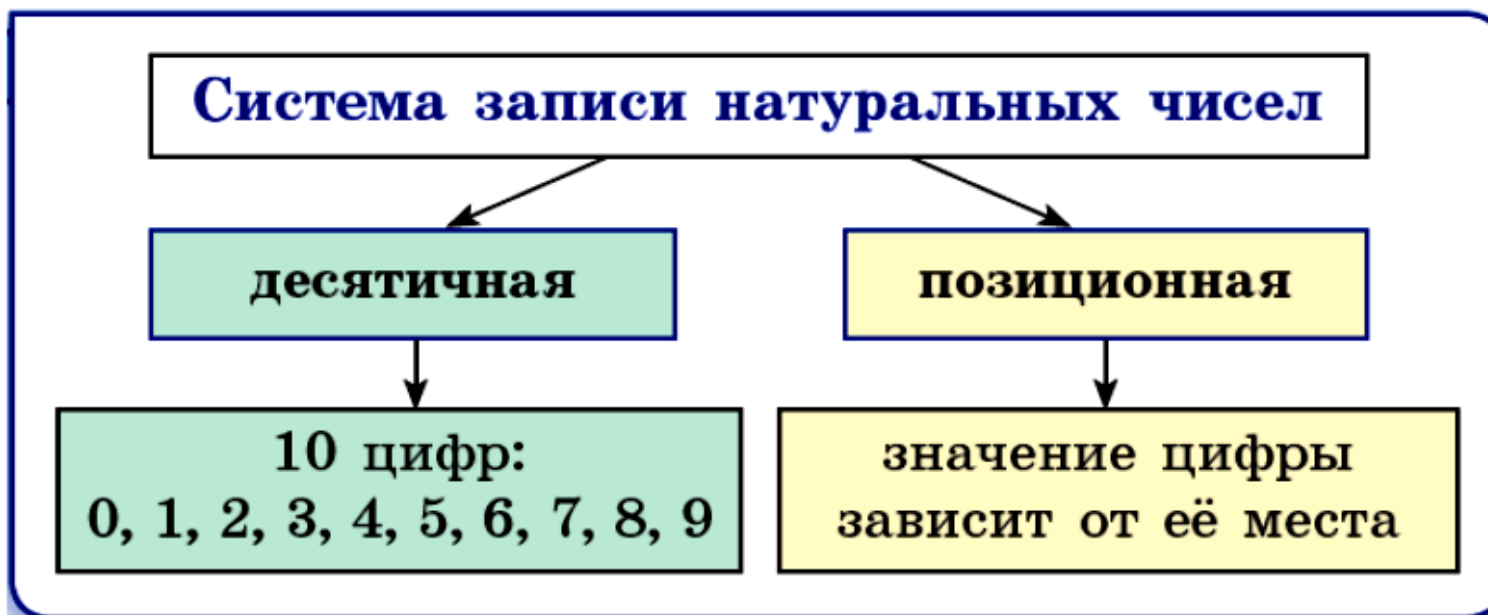 Система записи натуральных чисел
десятичная
позиционная
10 цифр:
0, 1, 2, 3, 4, 5, 6, 7, 8, 9
значение цифры
зависит от её места